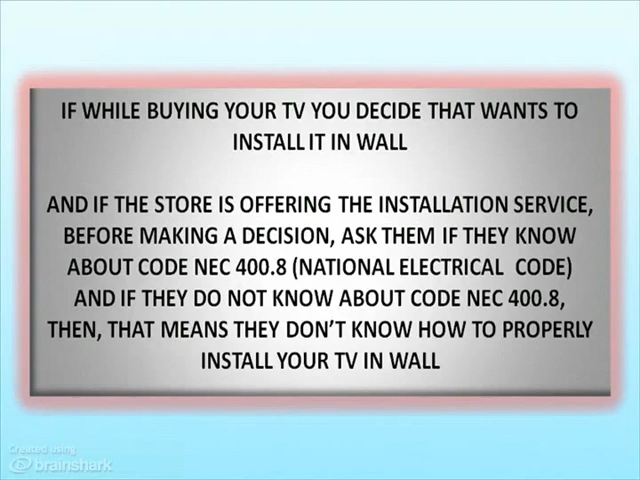 IF WHILE BUYING YOUR TV YOU DECIDE THAT WANTS TO
INSTALL IT IN WALL
AND IF THE STORE IS OFFERING THE INSTALLATION SERVICE,
BEFORE MAKING A DECISION, ASK THEM IF THEY KNOW
ABOUT CODE NEC 400.8 (NATIONAL ELECTRICAL CODE)
AND IF THEY DO NOT KNOW ABOUT CODE NEC 400.8,
THEN, THAT MEANS THEY DON’T KNOW HOW TO PROPERLY
INSTALL YOUR TV IN WALL
Created using
brainshark